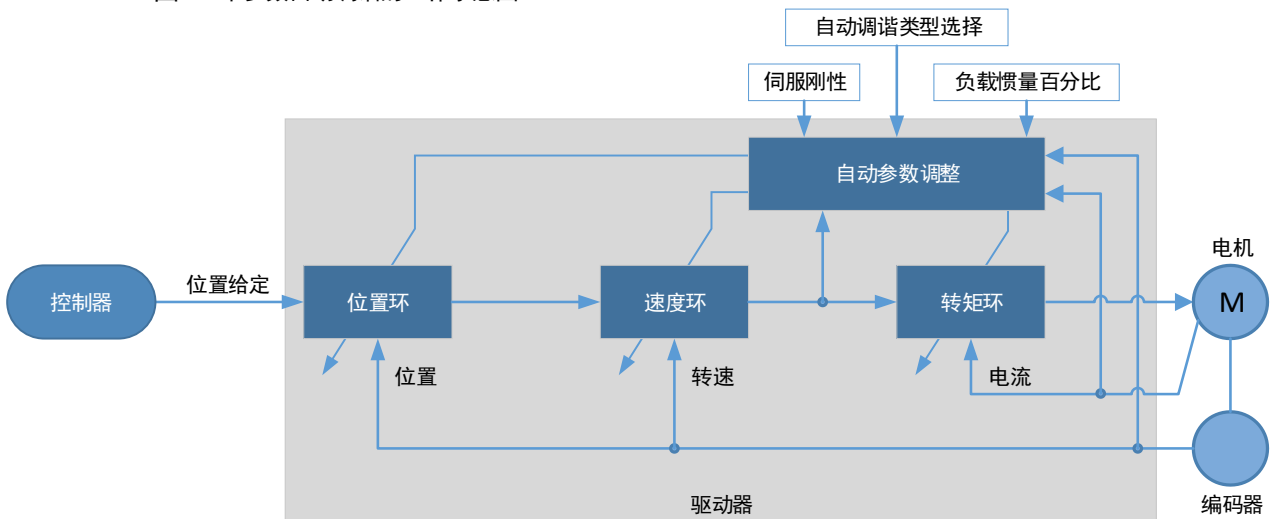 自动调谐类型选择
伺服刚性
负载惯量百分比
自动参数调整
电机
控制器
位置给定
位置环
速度环
转矩环
M
位置
转速
电流
驱动器
编码器